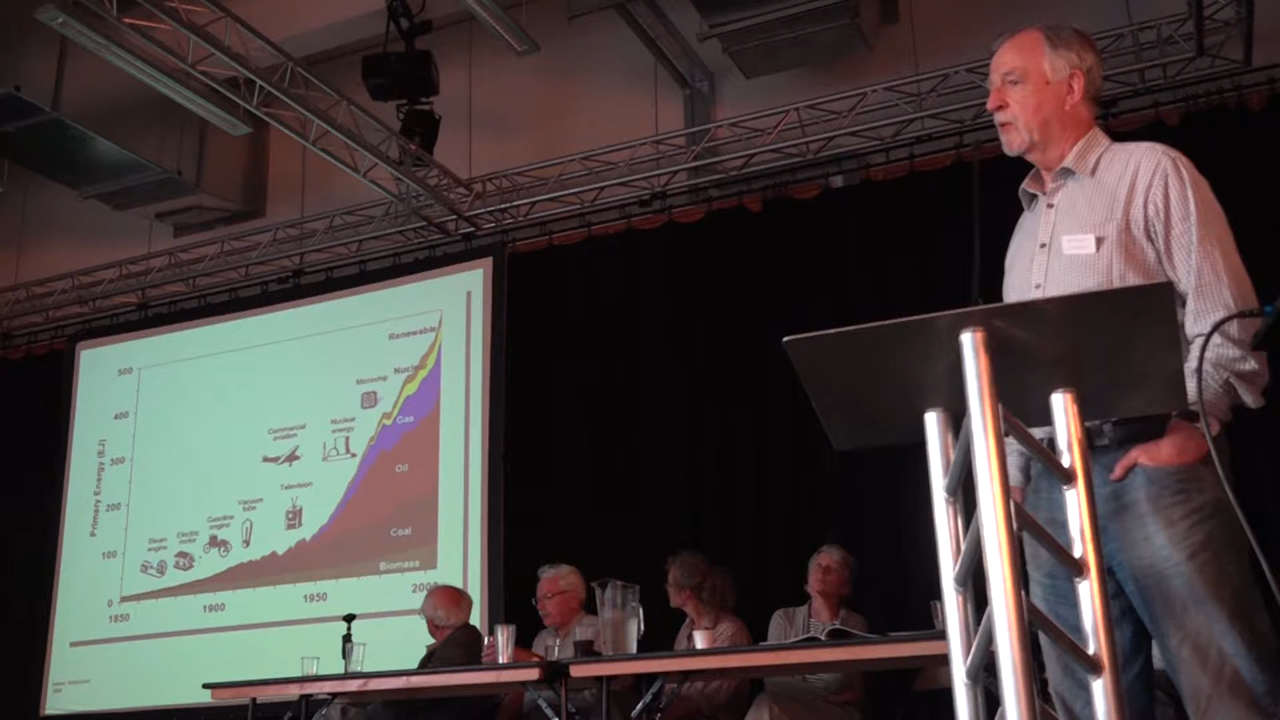 Renewable
Nuclear
Microchip
500
Gas
Nuclear
energy
Commercial
aviation
400
Primary Energy (EJ)
300
Oil
Television
Vacuum
tube
200
Gasoline
engine
Electric
motor
Steam
engine
Coal
100
Biomass
0
1850
1900
1950
2000